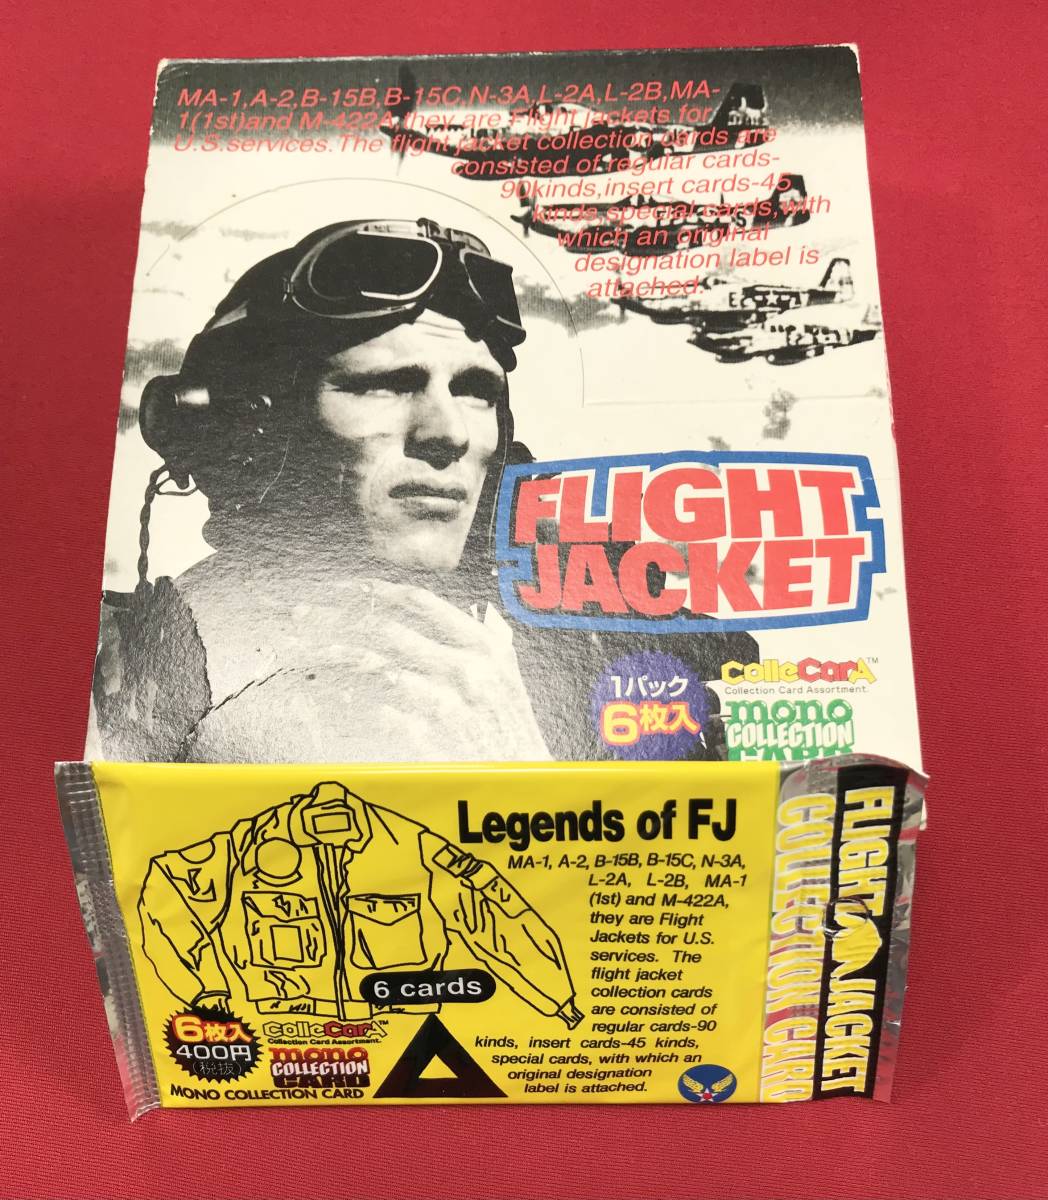 MA-1,A-2,B-15B,B-15C,N-3A,L-2A,L-2B,MA-
1(1st)and M-422A,they are Flight jackets for
U.S.services.The flight jacket collection cards are
consisted of regular cards-
90kinds,insert cards-45
kinds,special cards,with
which an original
designation label is
attached.
FLIGHT
JACKET
1パック
6枚入
ColleCarA™
Collection Card Assortment.
mono
COLLECTION
CARD
Legends of FJ
MA-1, A-2, B-15B, B-15C, N-3A,
L-2A, L-2B, MA-1
(1st) and M-422A,
they are Flight
Jackets for U.S.
services. The
flight jacket
collection cards
are consisted of
regular cards-90
kinds, insert cards-45 kinds,
special cards, with which an
original designation
label is attached.
6 cards
6枚入
400円
(税抜)
ColleCarA™
Collection Card Assortment.
mono
COLLECTION
CARD
MONO COLLECTION CARD
FLIGHT JACKET
COLLECTION CARD